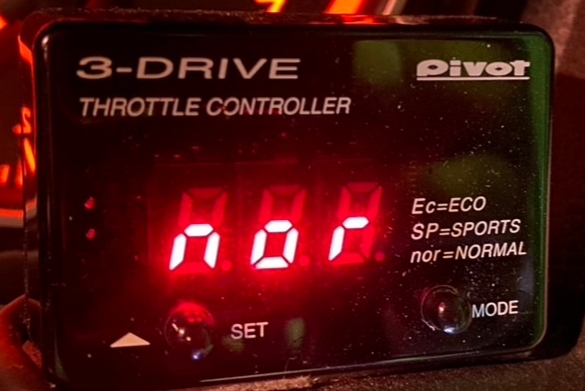 3-DRIVE pivot
THROTTLE CONTROLLER
nor
Ec=ECO
SP=SPORTS
nor=NORMAL
SET
MODE